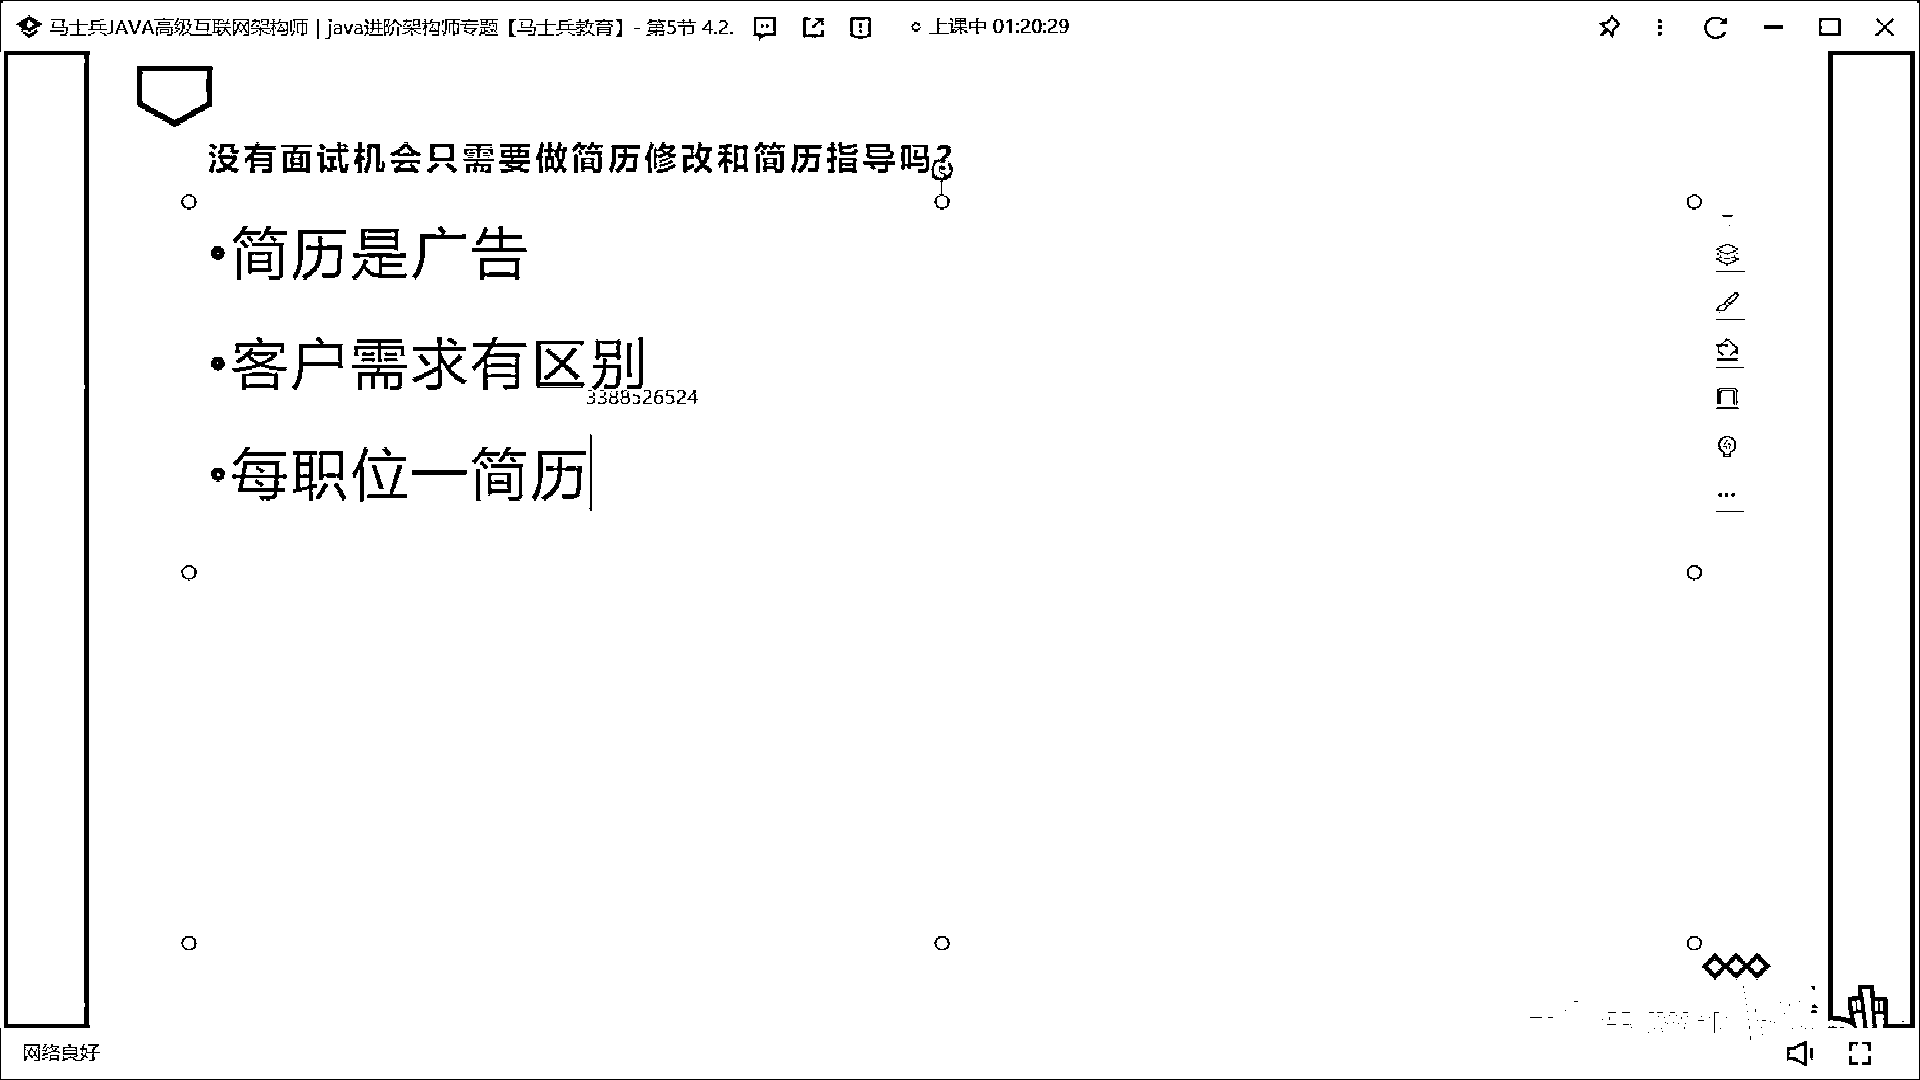 马士兵JAVA高级互联网架构师 | java进阶架构师专题【马士兵教育】- 第5节 4.2.
上课中 01:20:29
没有面试机会只需要做简历修改和简历指导吗?
•简历是广告
•客户需求有区别
3388526524
•每职位一简历
网络良好